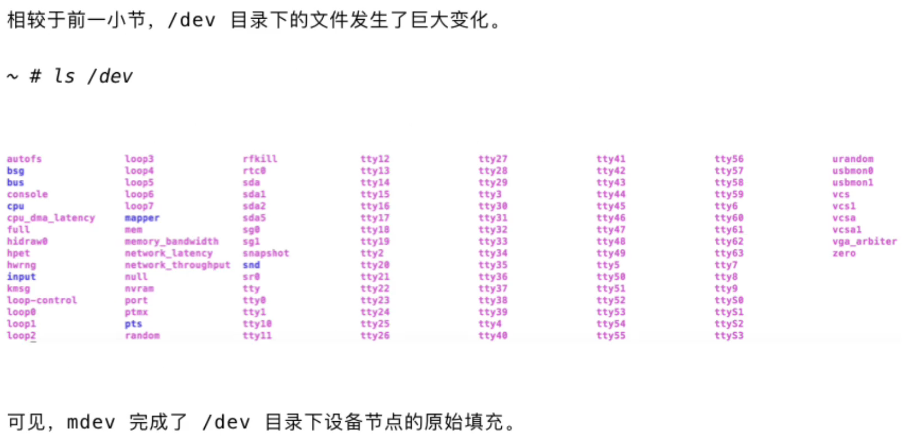 相较于前一小节，/dev 目录下的文件发生了巨大变化。
~ # ls /dev
autofs loop3 rfkill tty12 tty27 tty41 tty56 urandom
bsg loop4 rtc0 tty13 tty28 tty42 tty57 usbmon0
bus loop5 sda tty14 tty29 tty43 tty58 usbmon1
console loop6 sda1 tty15 tty3 tty44 tty59 vcs
cpu loop7 sda2 tty16 tty30 tty45 tty6 vcs1
cpu_dma_latency mapper sda5 tty17 tty31 tty46 tty60 vcsa
full mem sg0 tty18 tty32 tty47 tty61 vcsa1
hidraw0 memory_bandwidth sg1 tty19 tty33 tty48 tty62 vga_arbiter
hpet network_latency snapshot tty2 tty34 tty49 tty63 zero
hwrng network_throughput snd tty20 tty35 tty5 tty7
input null sr0 tty21 tty36 tty50 tty8
kmsg nvram tty tty22 tty37 tty51 tty9
loop-control port tty0 tty23 tty38 tty52 ttyS0
loop0 ptmx tty1 tty24 tty39 tty53 ttyS1
loop1 pts tty10 tty25 tty4 tty54 ttyS2
loop2 random tty11 tty26 tty40 tty55 ttyS3
可见，mdev 完成了 /dev 目录下设备节点的原始填充。